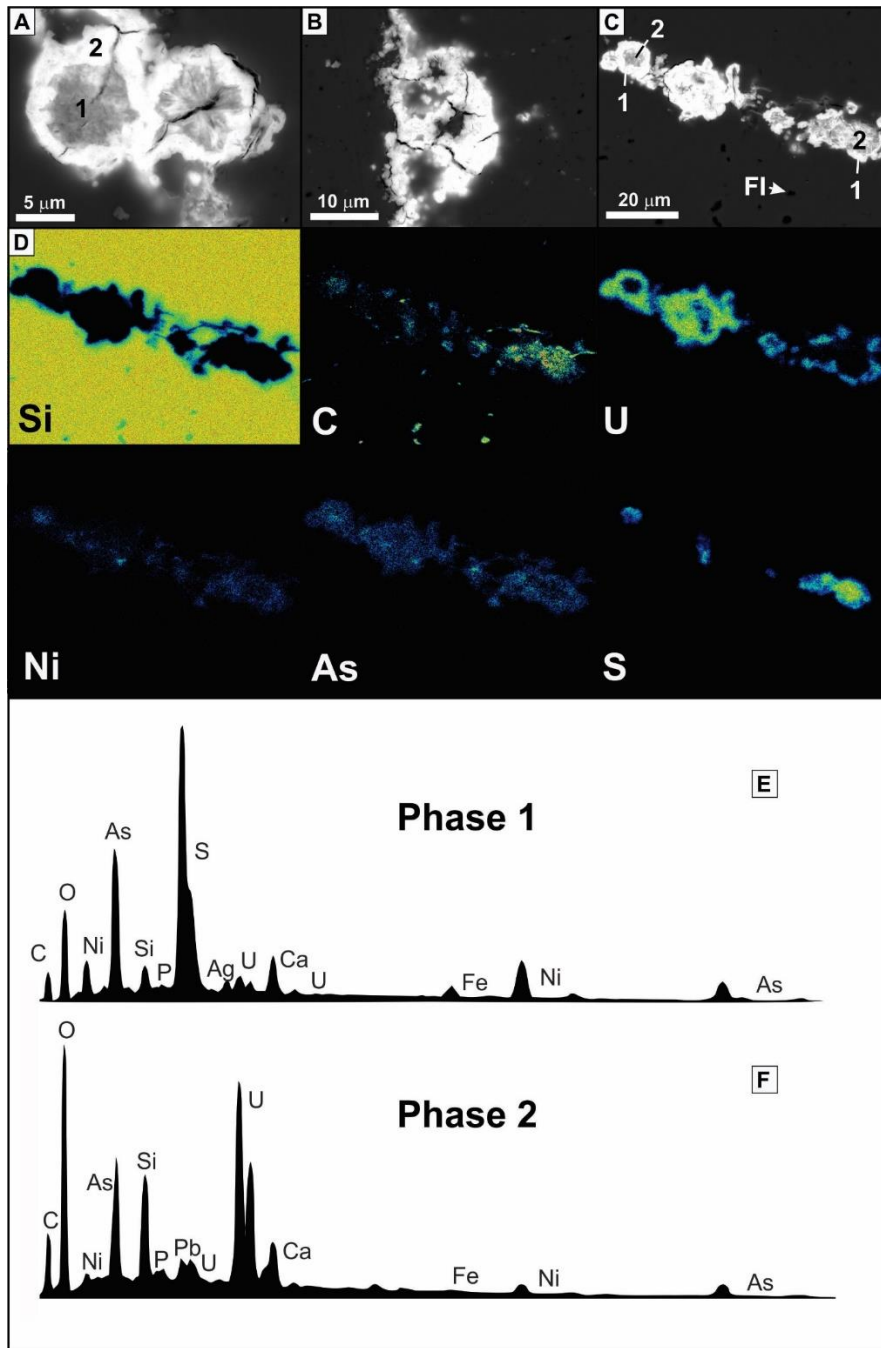 A
2
1
5 μm
B
10 μm
C
2
1
2
1
FI
20 μm
D
Si
C
U
Ni
As
S
E
Phase 1
C
O
Ni
As
Si
P
S
Ag
U
Ca
U
Fe
Ni
As
F
Phase 2
C
O
Ni
As
Si
P
Pb
U
U
Ca
Fe
Ni
As